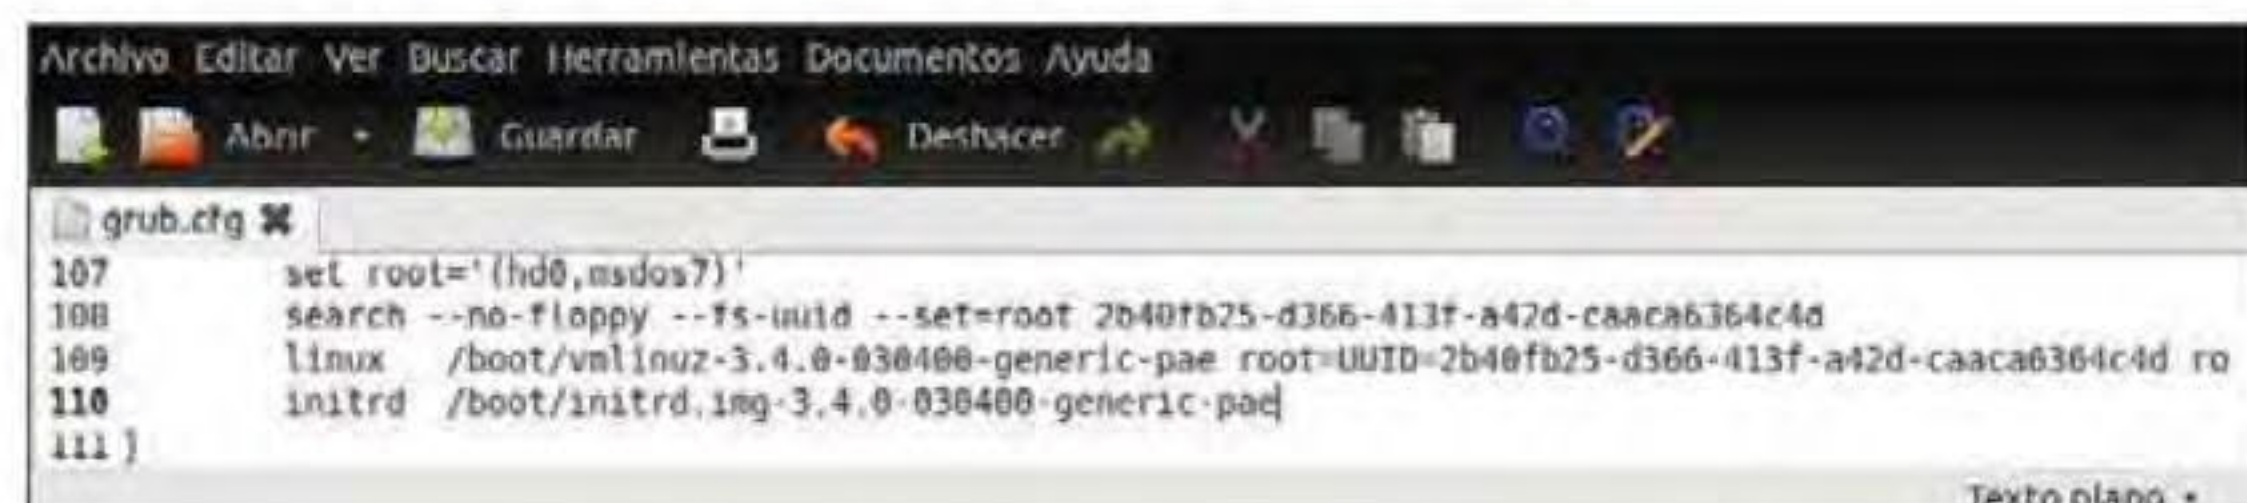 Archivo Editar Ver Buscar Herramientas Documentos Ayuda
Abrir Guardar Deshacer
grub.cfg
107 set root='(hd0,msdos7)'
108 search --no-floppy --fs-uuid --set=root 2b40fb25-d366-413f-a42d-caaca6364c4d
109 linux /boot/vmlinuz-3.4.0-030400-generic-pae root=UUID=2b40fb25-d366-413f-a42d-caaca6364c4d ro
110 initrd /boot/initrd.img-3.4.0-030400-generic-pae
111 }
Texto plano